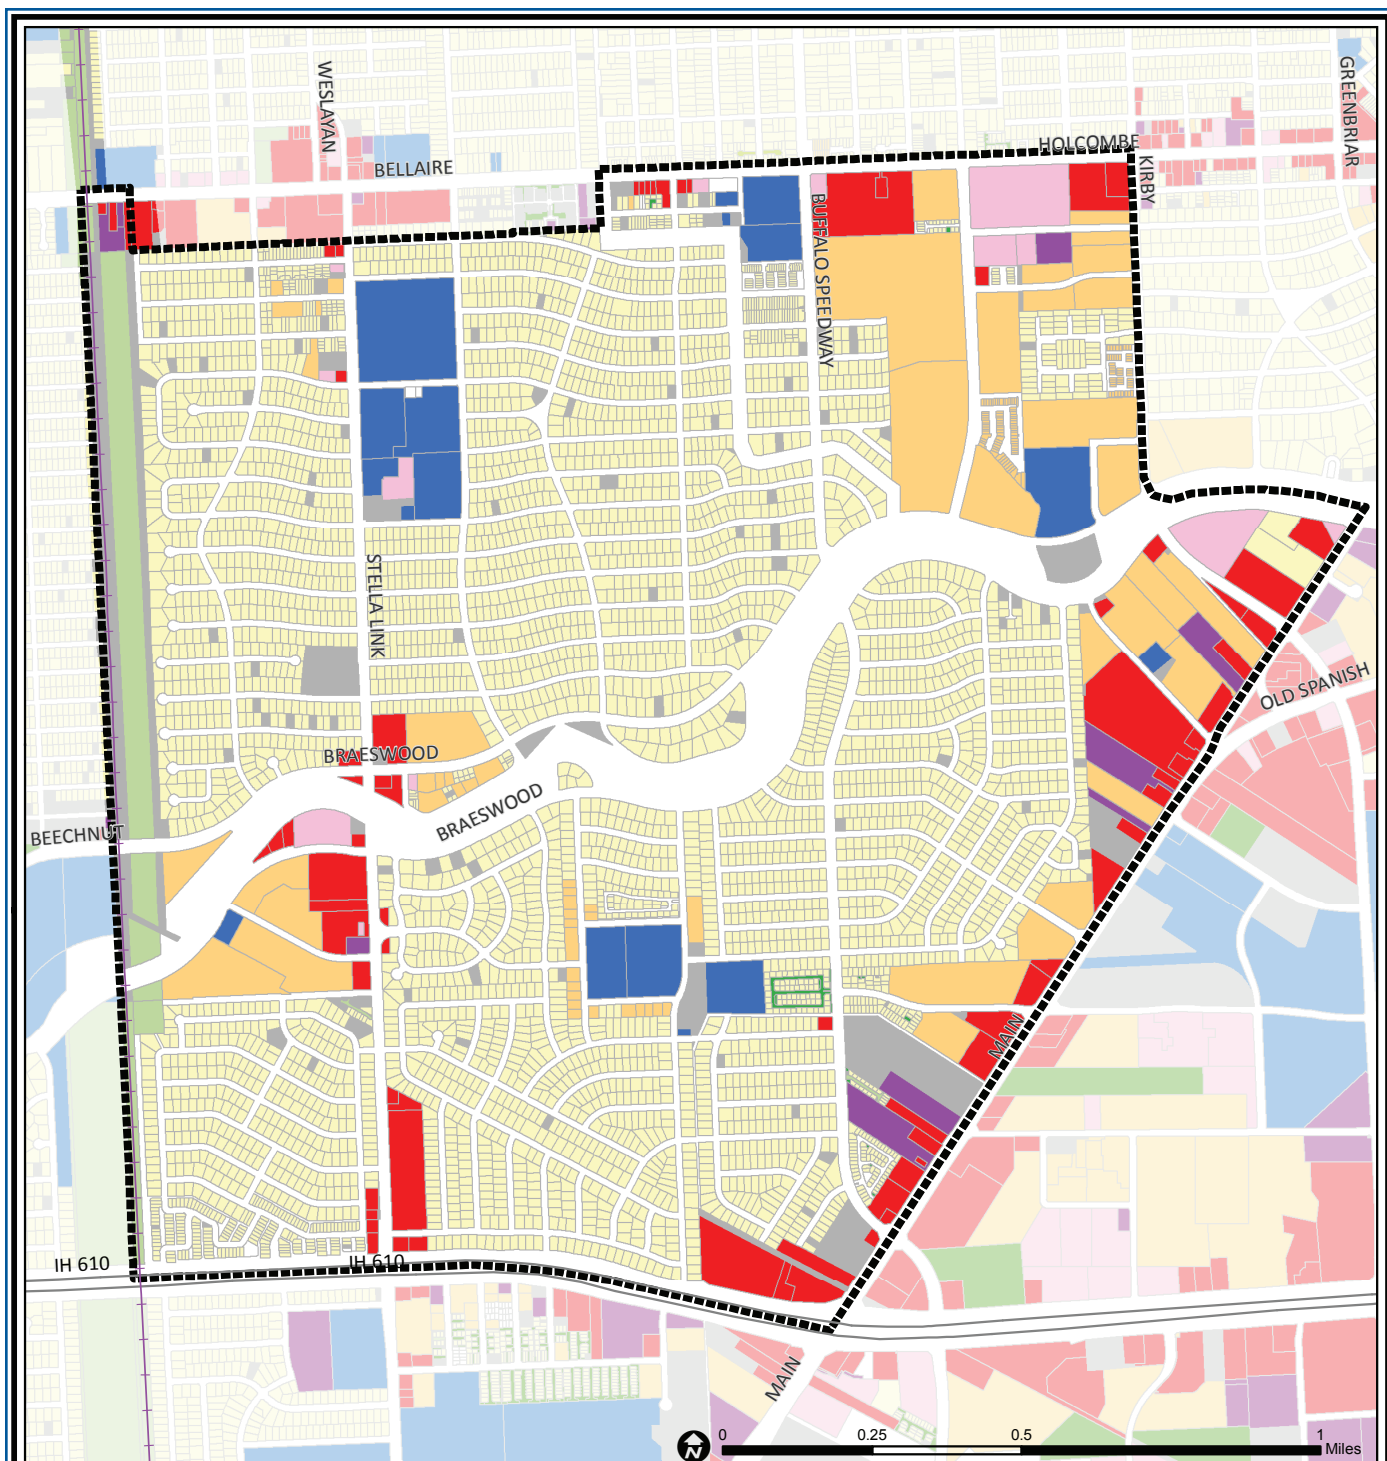 WESLAYAN
GREENBRIAR
HOLCOMBE
BELLAIRE
KIRBY
BUFFALO SPEEDWAY
STELLA LINK
OLD SPANISH
BRAESWOOD
BRAESWOOD
BEECHNUT
MAIN
IH 610
IH 610
MAIN
N
0 0.25 0.5 1
Miles